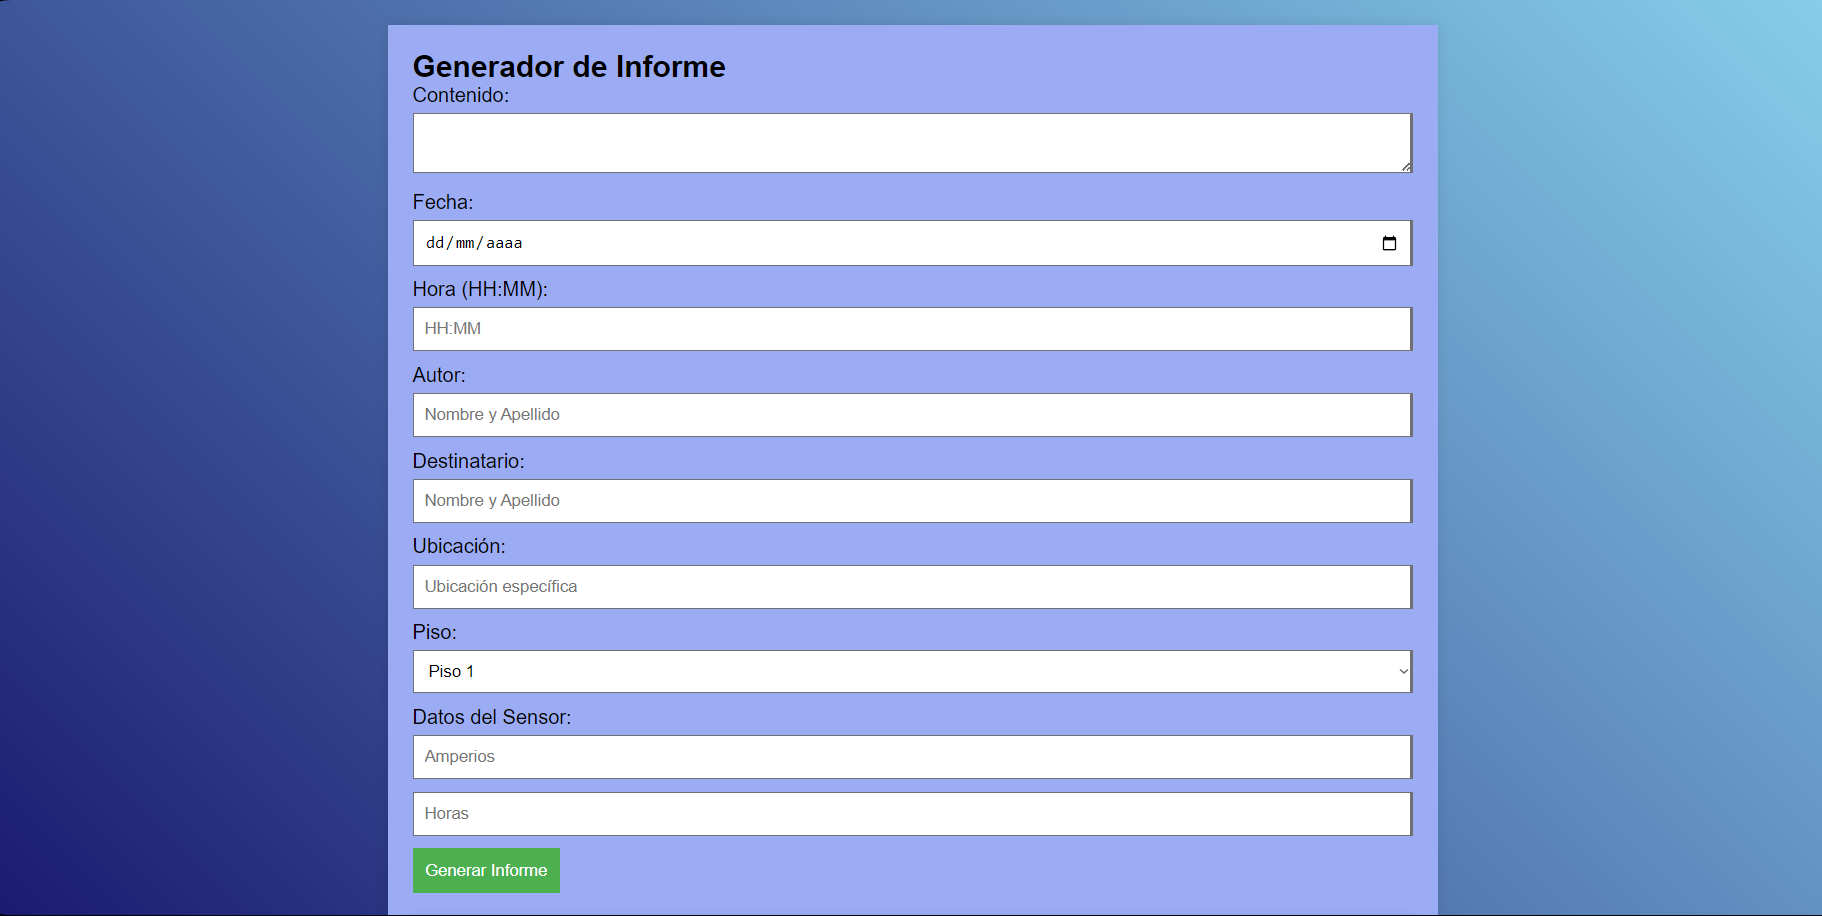 Generador de Informe
Contenido:
Fecha:
dd/mm/aaaa
Hora (HH:MM):
HH:MM
Autor:
Nombre y Apellido
Destinatario:
Nombre y Apellido
Ubicación:
Ubicación específica
Piso:
Piso 1
Datos del Sensor:
Amperios
Horas
Generar Informe